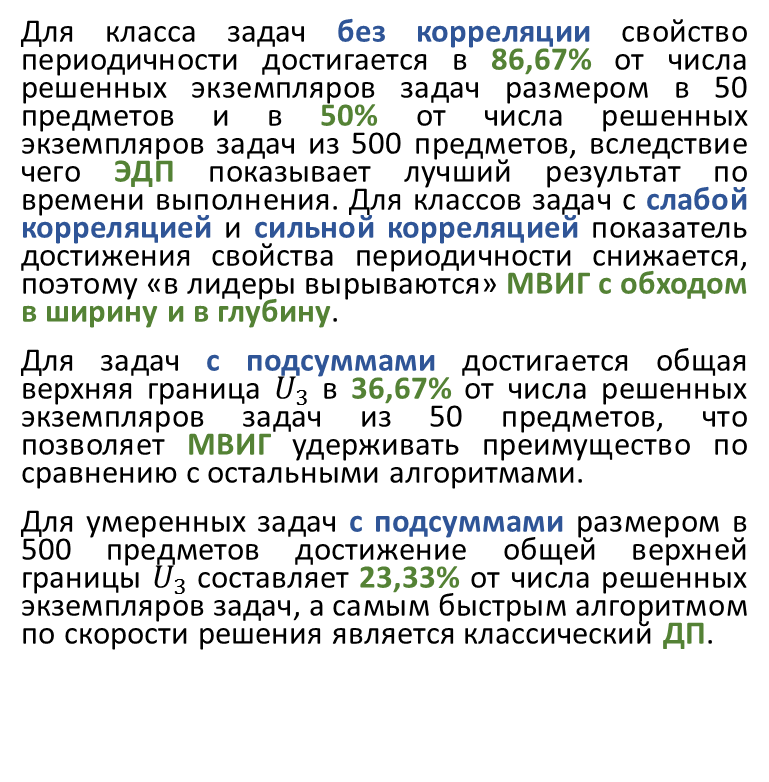 Для класса задач без корреляции свойство
периодичности достигается в 86,67% от числа
решенных экземпляров задач размером в 50
предметов и в 50% от числа решенных
экземпляров задач из 500 предметов, вследствие
чего ЭДП показывает лучший результат по
времени выполнения. Для классов задач с слабой
корреляцией и сильной корреляцией показатель
достижения свойства периодичности снижается,
поэтому «в лидеры вырываются» МВИГ с обходом
в ширину и в глубину.
Для задач с подсуммами достигается общая
верхняя граница U₃ в 36,67% от числа решенных
экземпляров задач из 50 предметов, что
позволяет МВИГ удерживать преимущество по
сравнению с остальными алгоритмами.
Для умеренных задач с подсуммами размером в
500 предметов достижение общей верхней
границы U₃ составляет 23,33% от числа решенных
экземпляров задач, а самым быстрым алгоритмом
по скорости решения является классический ДП.